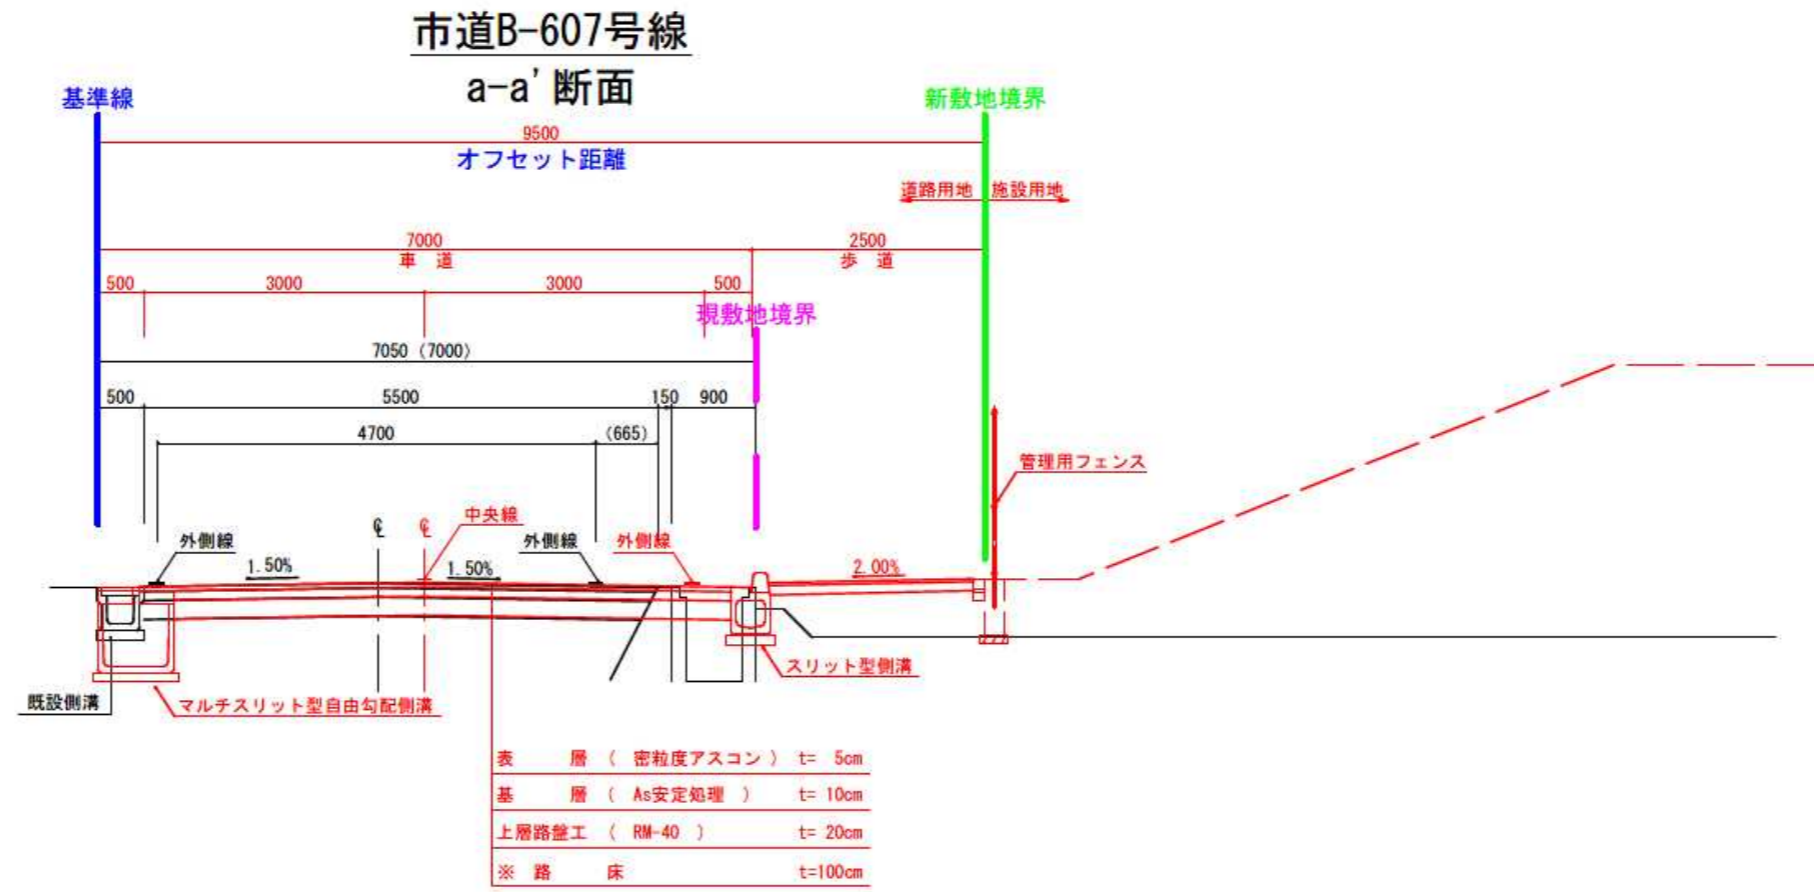 市道B-607号線
a-a'断面
基準線
新敷地境界
9500
オフセット距離
道路用地 施設用地
7000
2500
車 道
歩 道
500 3000 3000 500
現敷地境界
7050 (7000)
500 5500 150 900
4700 (665)
管理用フェンス
中央線
外側線 外側線 外側線
1.50% 1.50% 2.00%
スリット型側溝
既設側溝
マルチスリット型自由勾配側溝
表 層 ( 密粒度アスコン ) t= 5cm
基 層 ( As安定処理 ) t= 10cm
上層路盤工 ( RM-40 ) t= 20cm
※ 路 床 t=100cm